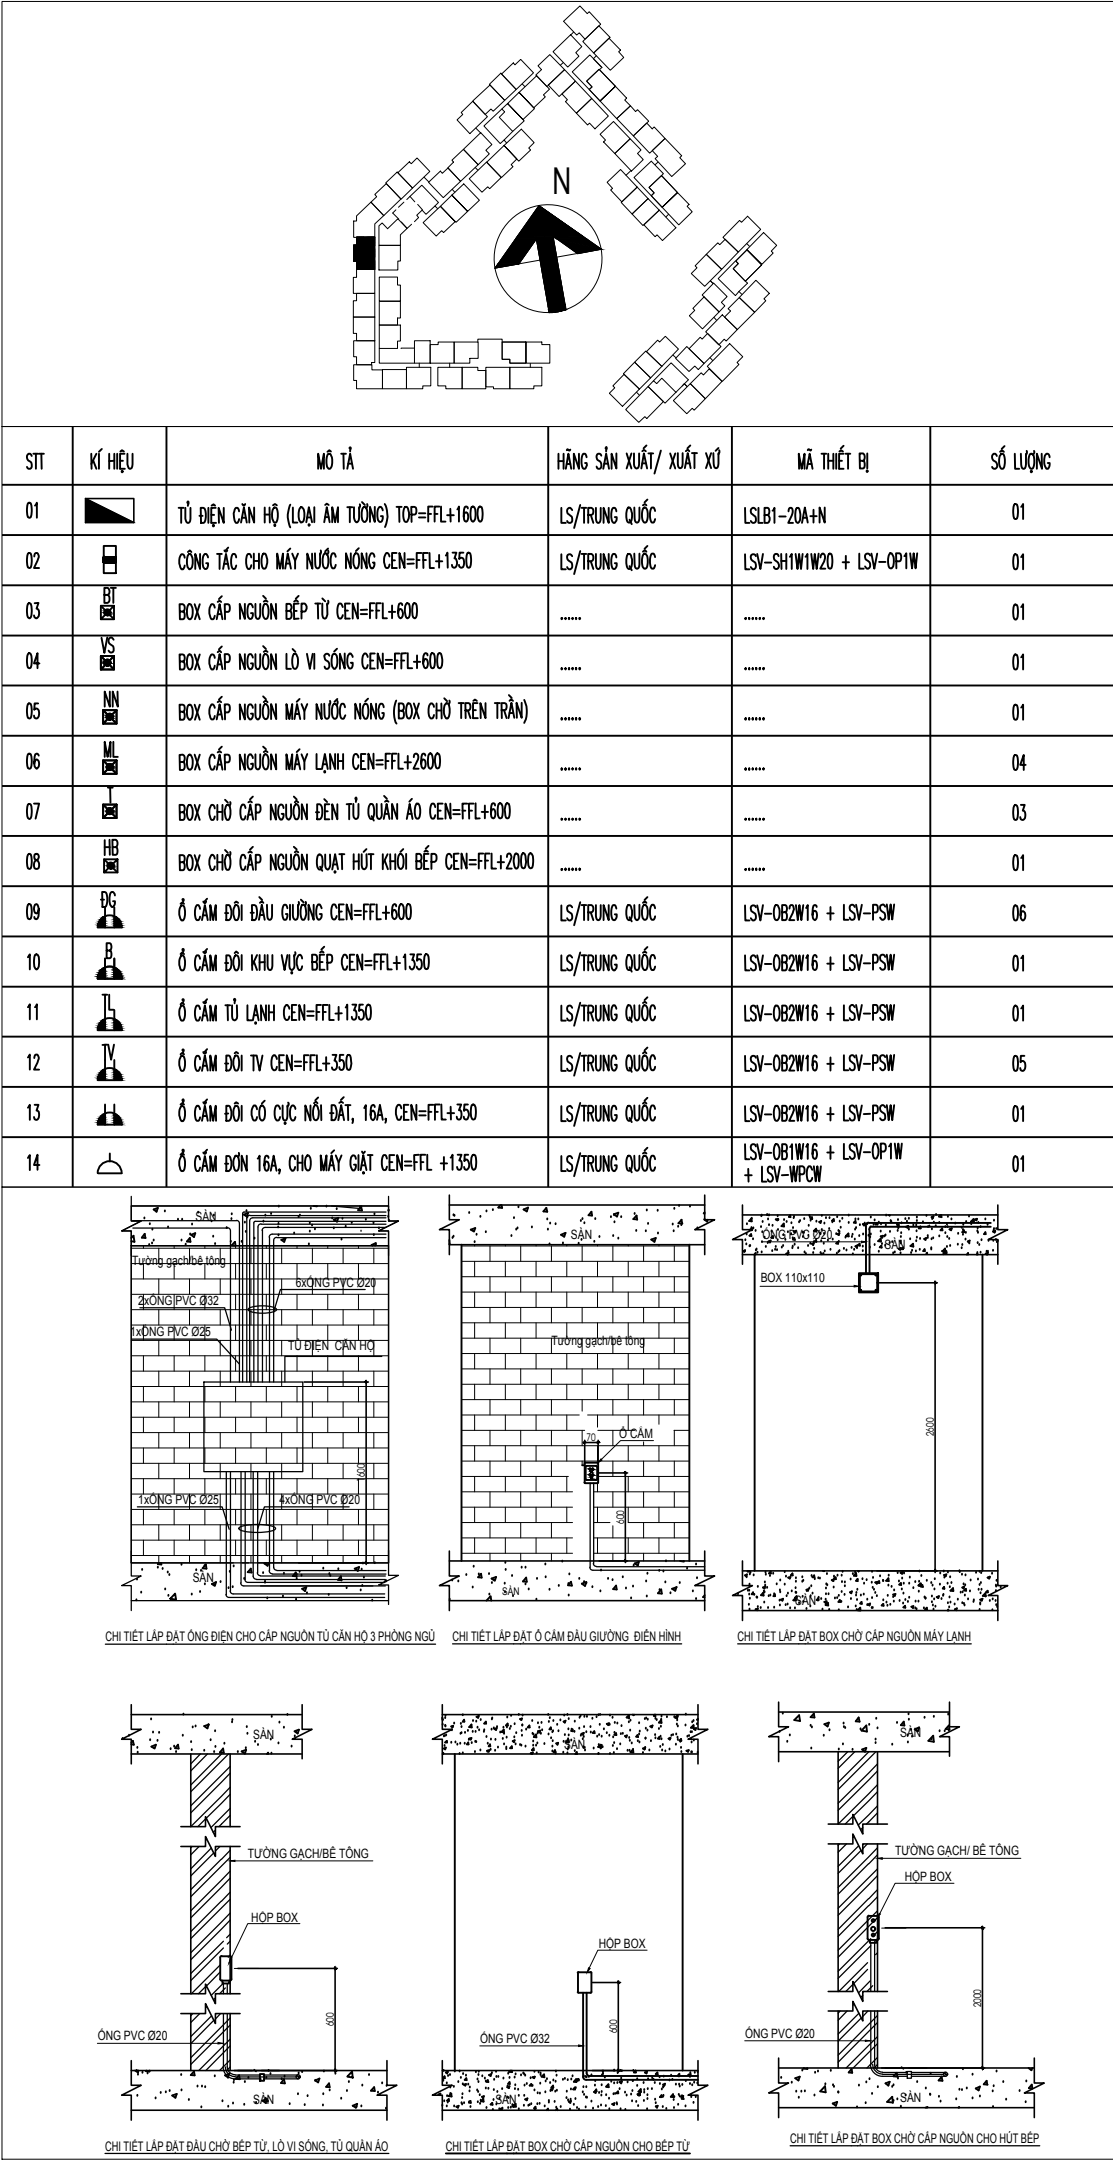 N
STT KÍ HIỆU MÔ TẢ HÃNG SẢN XUẤT/ XUẤT XỨ MÃ THIẾT BỊ SỐ LƯỢNG
01 TỦ ĐIỆN CĂN HỘ (LOẠI ÂM TƯỜNG) TOP=FFL+1600 LS/TRUNG QUỐC LSLB1-20A+N 01
02 CÔNG TẮC CHO MÁY NƯỚC NÓNG CEN=FFL+1350 LS/TRUNG QUỐC LSV-SH1W1W20 + LSV-OP1W 01
03 BT BOX CẤP NGUỒN BẾP TỪ CEN=FFL+600 ...... ...... 01
04 VS BOX CẤP NGUỒN LÒ VI SÓNG CEN=FFL+600 ...... ...... 01
05 NN BOX CẤP NGUỒN MÁY NƯỚC NÓNG (BOX CHỜ TRÊN TRẦN) ...... ...... 01
06 ML BOX CẤP NGUỒN MÁY LẠNH CEN=FFL+2600 ...... ...... 04
07 T BOX CHỜ CẤP NGUỒN ĐÈN TỦ QUẦN ÁO CEN=FFL+600 ...... ...... 03
08 HB BOX CHỜ CẤP NGUỒN QUẠT HÚT KHÓI BẾP CEN=FFL+2000 ...... ...... 01
09 ĐG Ổ CẮM ĐÔI ĐẦU GIƯỜNG CEN=FFL+600 LS/TRUNG QUỐC LSV-OB2W16 + LSV-PSW 06
10 B Ổ CẮM ĐÔI KHU VỰC BẾP CEN=FFL+1350 LS/TRUNG QUỐC LSV-OB2W16 + LSV-PSW 01
11 TL Ổ CẮM TỦ LẠNH CEN=FFL+1350 LS/TRUNG QUỐC LSV-OB2W16 + LSV-PSW 01
12 TV Ổ CẮM ĐÔI TV CEN=FFL+350 LS/TRUNG QUỐC LSV-OB2W16 + LSV-PSW 05
13 Ổ CẮM ĐÔI CÓ CỰC NỐI ĐẤT, 16A, CEN=FFL+350 LS/TRUNG QUỐC LSV-OB2W16 + LSV-PSW 01
14 Ổ CẮM ĐƠN 16A, CHO MÁY GIẶT CEN=FFL +1350 LS/TRUNG QUỐC LSV-OB1W16 + LSV-OP1W
+ LSV-WPCW 01
SÀN
Tường gạch/bê tông
6xỐNG PVC Ø20
2xỐNG PVC Ø32
1xỐNG PVC Ø25
TỦ ĐIỆN CĂN HỘ
1600
1xỐNG PVC Ø25
4xỐNG PVC Ø20
SÀN
CHI TIẾT LẮP ĐẶT ỐNG ĐIỆN CHO CẤP NGUỒN TỦ CĂN HỘ 3 PHÒNG NGỦ
SÀN
Tường gạch/bê tông
70
Ổ CẮM
600
SÀN
CHI TIẾT LẮP ĐẶT Ổ CẮM ĐẦU GIƯỜNG ĐIỂN HÌNH
ỐNG PVC Ø20
SÀN
BOX 110x110
2600
SÀN
CHI TIẾT LẮP ĐẶT BOX CHỜ CẤP NGUỒN MÁY LẠNH
SÀN
TƯỜNG GẠCH/BÊ TÔNG
HỘP BOX
600
ỐNG PVC Ø20
SÀN
CHI TIẾT LẮP ĐẶT ĐẦU CHỜ BẾP TỪ, LÒ VI SÓNG, TỦ QUẦN ÁO
SÀN
HỘP BOX
600
ỐNG PVC Ø32
SÀN
CHI TIẾT LẮP ĐẶT BOX CHỜ CẤP NGUỒN CHO BẾP TỪ
SÀN
TƯỜNG GẠCH/ BÊ TÔNG
HỘP BOX
2000
ỐNG PVC Ø20
SÀN
CHI TIẾT LẮP ĐẶT BOX CHỜ CẤP NGUỒN CHO HÚT BẾP